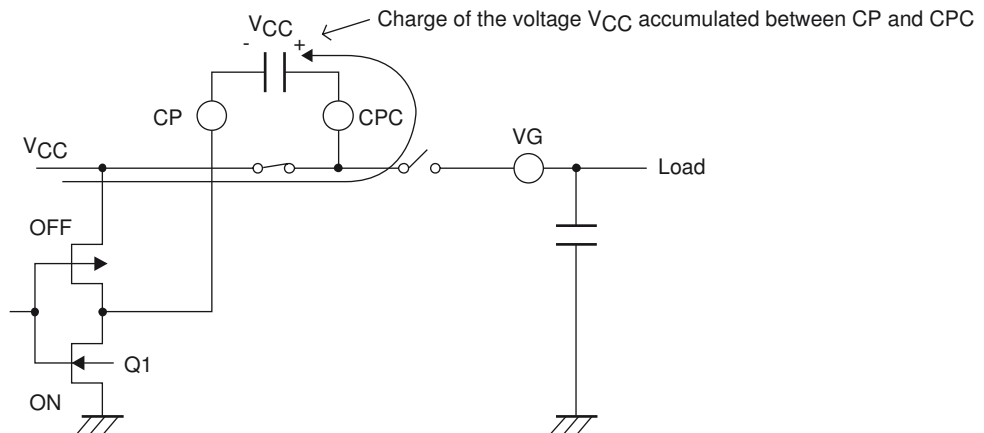 Charge of the voltage VCC accumulated between CP and CPC
VCC
- +
CP
CPC
VCC
VG
Load
OFF
Q1
ON